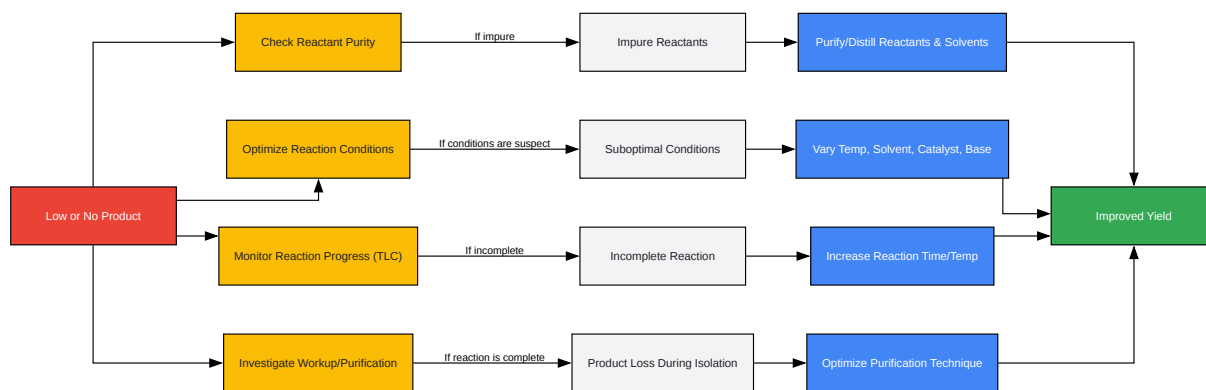 Check Reactant Purity
If impure
Impure Reactants
Purify/Distill Reactants & Solvents
Optimize Reaction Conditions
If conditions are suspect
Suboptimal Conditions
Vary Temp, Solvent, Catalyst, Base
Low or No Product
Improved Yield
Monitor Reaction Progress (TLC)
If incomplete
Incomplete Reaction
Increase Reaction Time/Temp
Investigate Workup/Purification
If reaction is complete
Product Loss During Isolation
Optimize Purification Technique